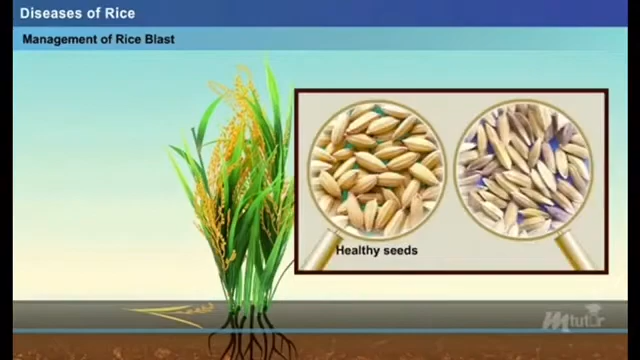 Diseases of Rice
Management of Rice Blast
Healthy seeds
mtutor